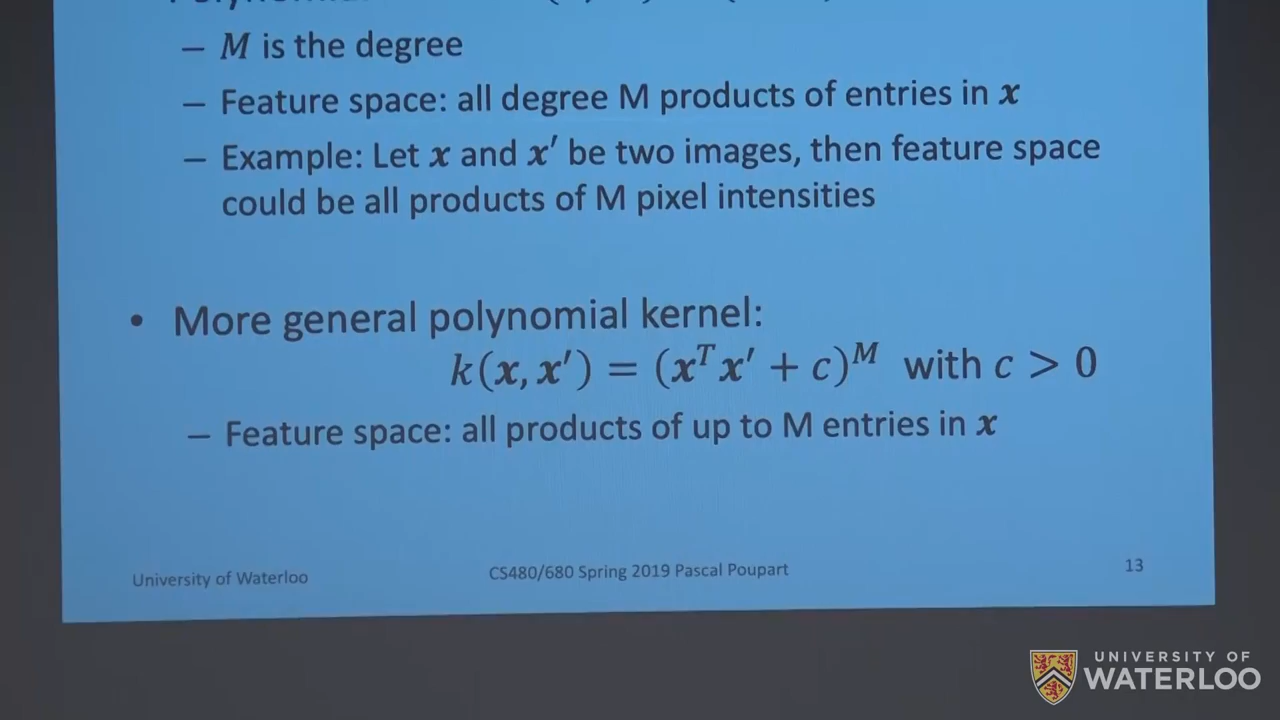 – M is the degree
– Feature space: all degree M products of entries in x
– Example: Let x and x′ be two images, then feature space
could be all products of M pixel intensities
• More general polynomial kernel:
k(x, x′) = (xᵀx′ + c)ᴹ with c > 0
– Feature space: all products of up to M entries in x
University of Waterloo
CS480/680 Spring 2019 Pascal Poupart
13
UNIVERSITY OF
WATERLOO